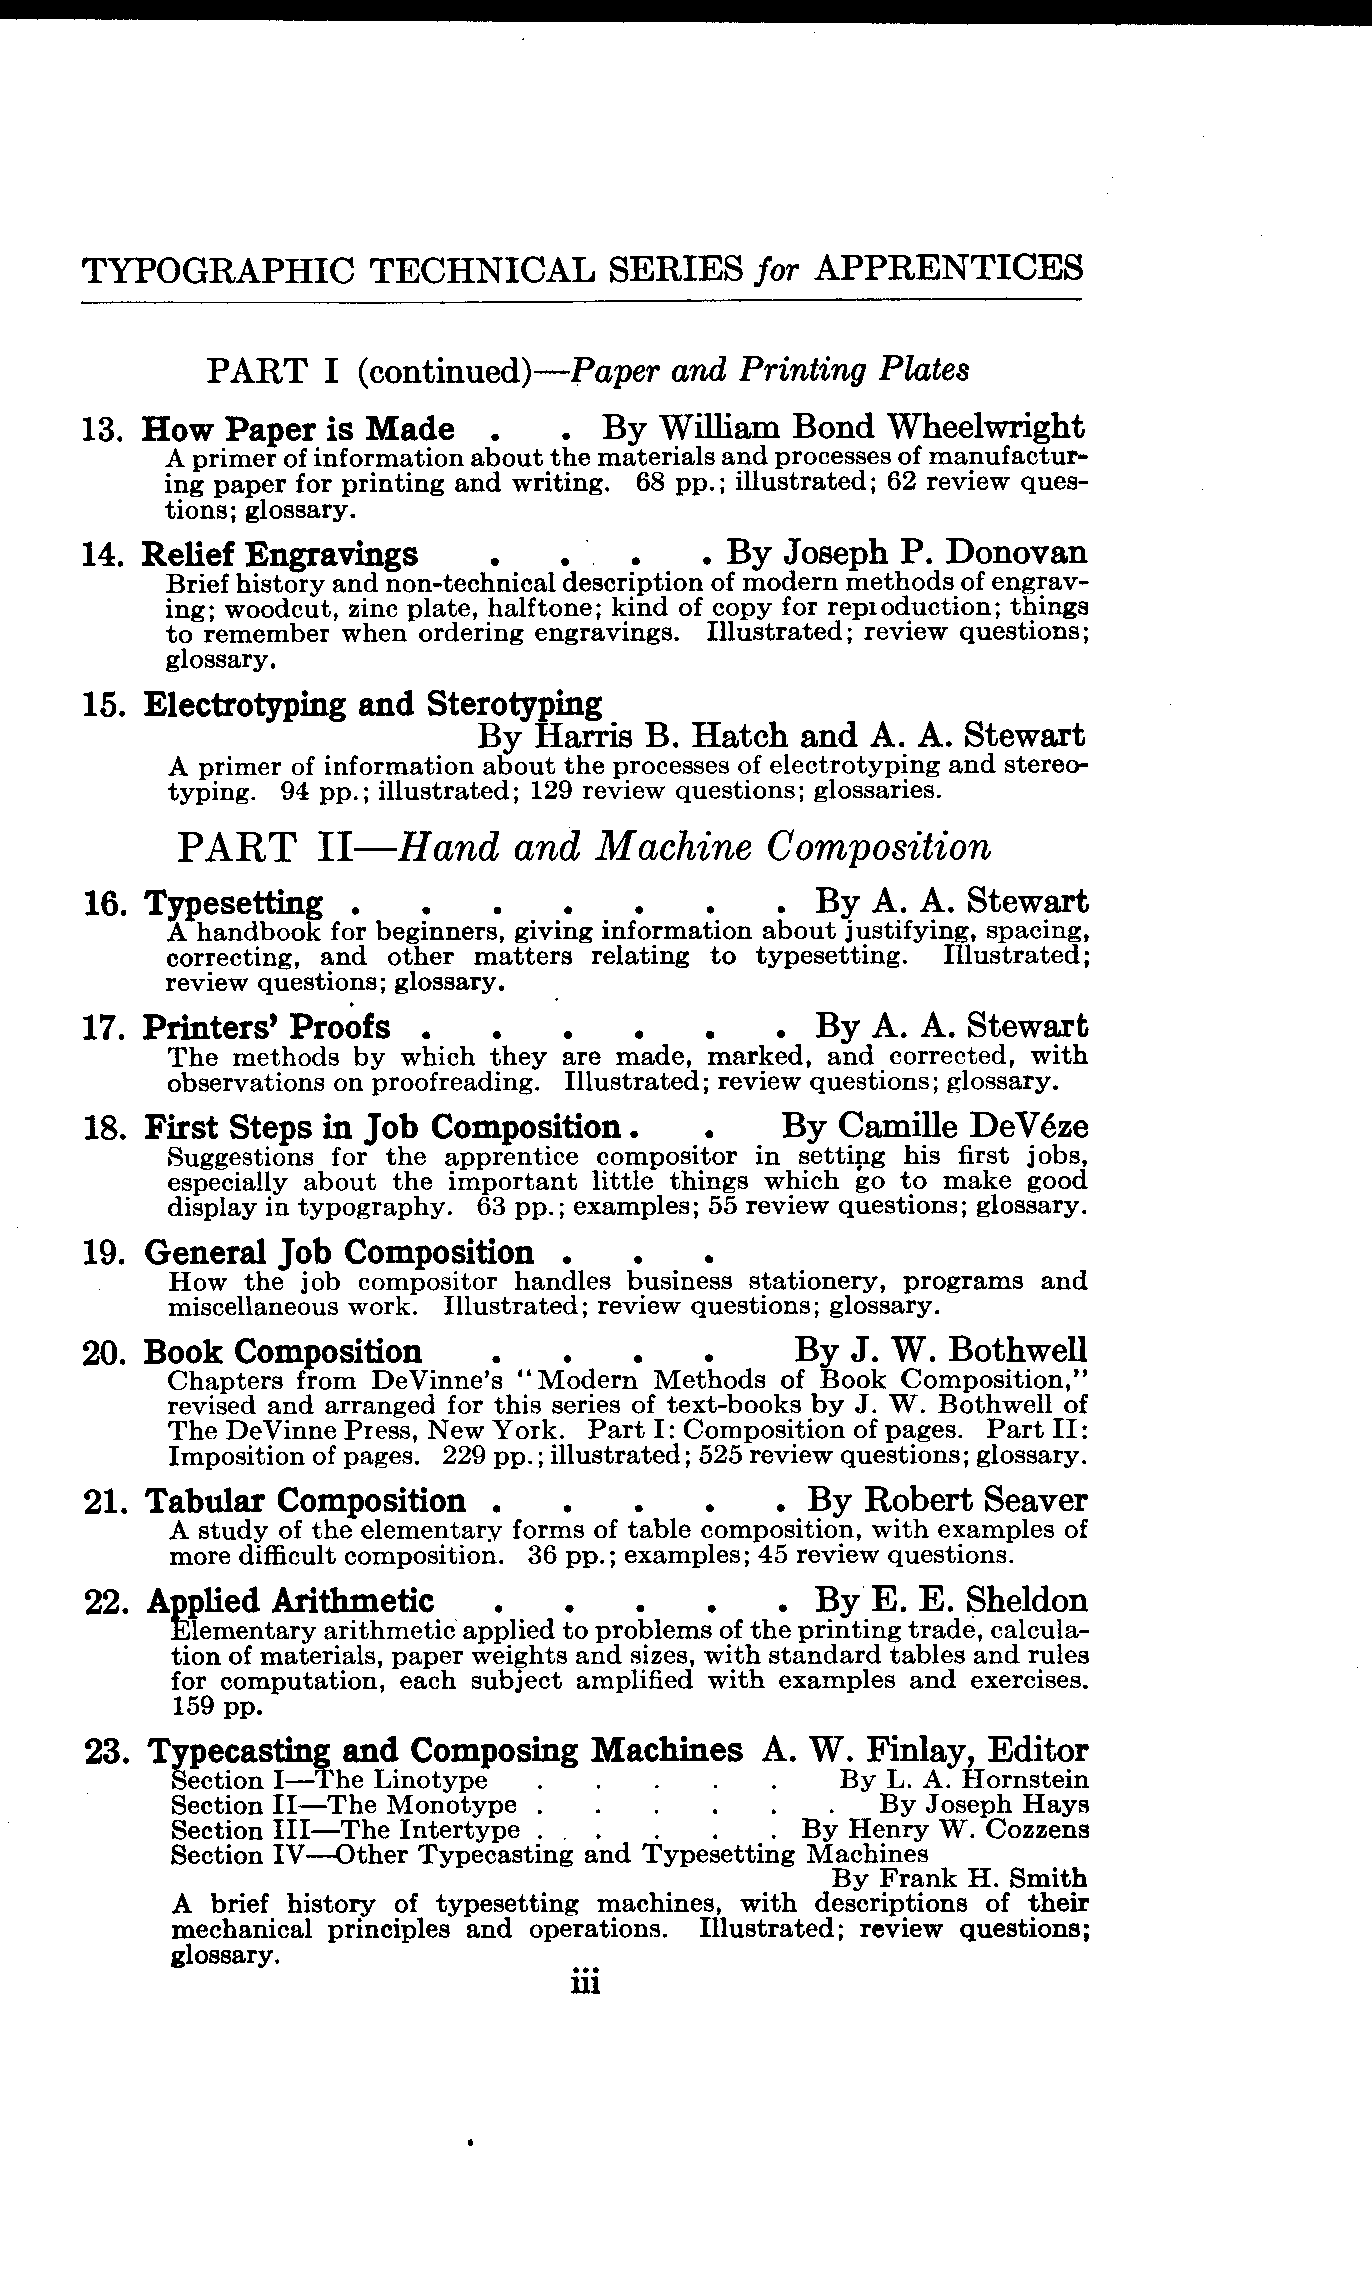 TYPOGRAPHIC TECHNICAL SERIES for APPRENTICES
PART I (continued)—Paper and Printing Plates
13. How Paper is Made . . By William Bond Wheelwright
A primer of information about the materials and processes of manufactur-
ing paper for printing and writing. 68 pp.; illustrated; 62 review ques-
tions; glossary.
14. Relief Engravings . . . . By Joseph P. Donovan
Brief history and non-technical description of modern methods of engrav-
ing; woodcut, zinc plate, halftone; kind of copy for reproduction; things
to remember when ordering engravings. Illustrated; review questions;
glossary.
15. Electrotyping and Sterotyping
By Harris B. Hatch and A. A. Stewart
A primer of information about the processes of electrotyping and stereo-
typing. 94 pp.; illustrated; 129 review questions; glossaries.
PART II—Hand and Machine Composition
16. Typesetting . . . . . . . By A. A. Stewart
A handbook for beginners, giving information about justifying, spacing,
correcting, and other matters relating to typesetting. Illustrated;
review questions; glossary.
17. Printers' Proofs . . . . . . By A. A. Stewart
The methods by which they are made, marked, and corrected, with
observations on proofreading. Illustrated; review questions; glossary.
18. First Steps in Job Composition . . By Camille DeVéze
Suggestions for the apprentice compositor in setting his first jobs,
especially about the important little things which go to make good
display in typography. 63 pp.; examples; 55 review questions; glossary.
19. General Job Composition . . .
How the job compositor handles business stationery, programs and
miscellaneous work. Illustrated; review questions; glossary.
20. Book Composition . . . . By J. W. Bothwell
Chapters from DeVinne's "Modern Methods of Book Composition,"
revised and arranged for this series of text-books by J. W. Bothwell of
The DeVinne Press, New York. Part I: Composition of pages. Part II:
Imposition of pages. 229 pp.; illustrated; 525 review questions; glossary.
21. Tabular Composition . . . . . By Robert Seaver
A study of the elementary forms of table composition, with examples of
more difficult composition. 36 pp.; examples; 45 review questions.
22. Applied Arithmetic . . . . . By E. E. Sheldon
Elementary arithmetic applied to problems of the printing trade, calcula-
tion of materials, paper weights and sizes, with standard tables and rules
for computation, each subject amplified with examples and exercises.
159 pp.
23. Typecasting and Composing Machines A. W. Finlay, Editor
Section I—The Linotype . . . . . By L. A. Hornstein
Section II—The Monotype . . . . . . By Joseph Hays
Section III—The Intertype . . . . . By Henry W. Cozzens
Section IV—Other Typecasting and Typesetting Machines
By Frank H. Smith
A brief history of typesetting machines, with descriptions of their
mechanical principles and operations. Illustrated; review questions;
glossary.
iii